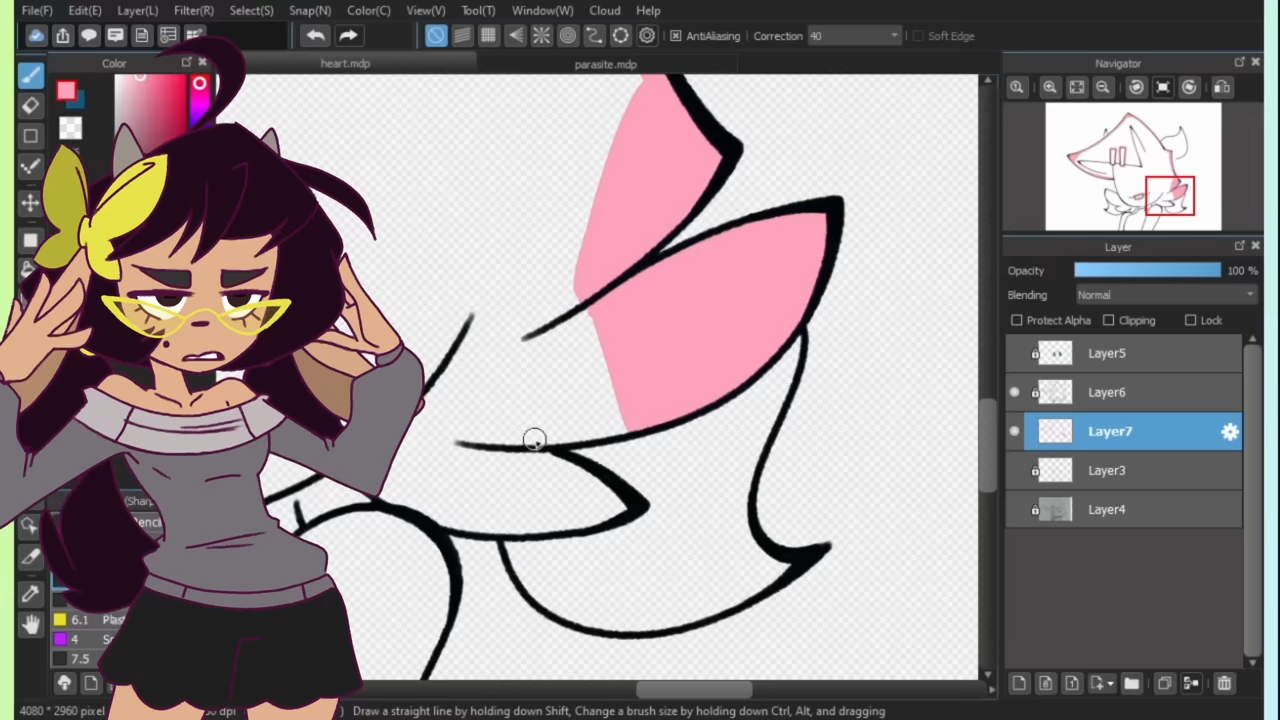 File(F) Edit(E) Layer(L) Filter(R) Select(S) Snap(N) Color(C) View(V) Tool(T) Window(W) Cloud Help
AntiAliasing Correction 40 Soft Edge
Color
heart.mdp parasite.mdp
Navigator
Layer
Opacity 100 %
Blending Normal
Protect Alpha Clipping Lock
Layer5
Layer6
Layer7
Layer3
Layer4
(Shar
6.1
4
7.5
4080 * 2960 pixel
Draw a straight line by holding down Shift, Change a brush size by holding down Ctrl, Alt, and dragging